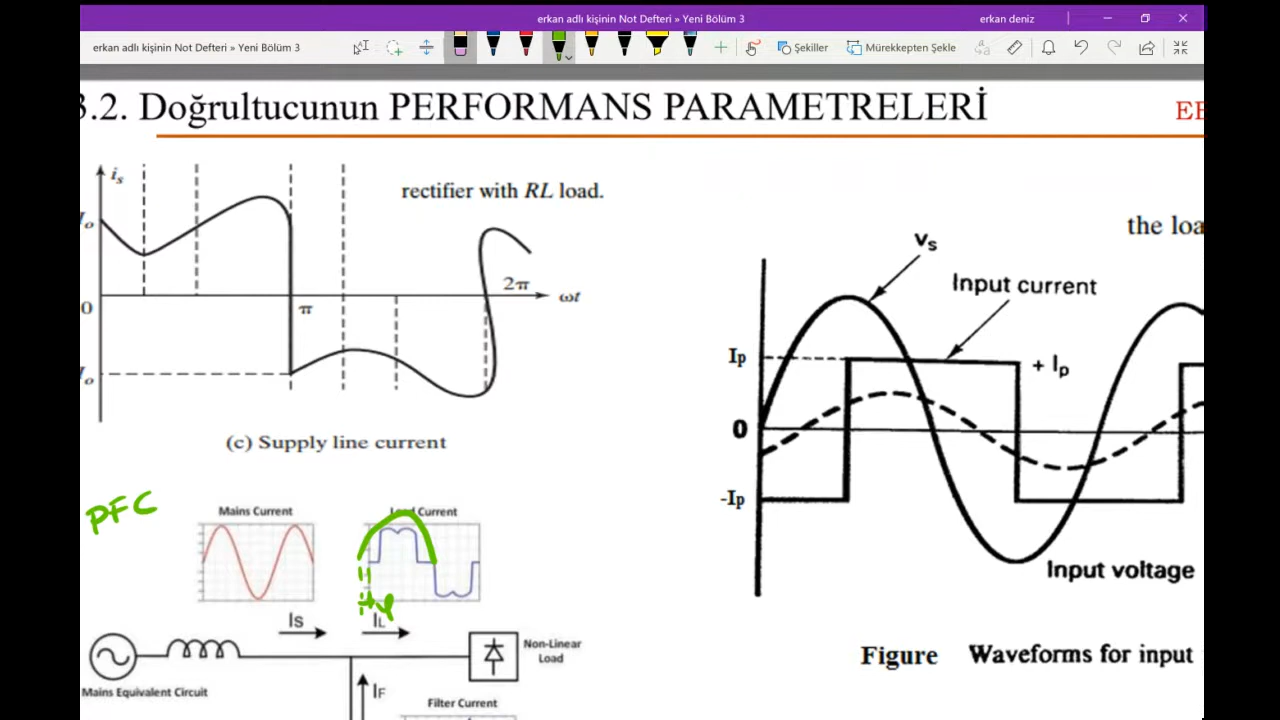 erkan adlı kişinin Not Defteri » Yeni Bölüm 3
erkan deniz
erkan adlı kişinin Not Defteri » Yeni Bölüm 3
Şekiller
Mürekkepten Şekle
3.2. Doğrultucunun PERFORMANS PARAMETRELERİ
is
rectifier with RL load.
0
π
2π
ωt
(c) Supply line current
the loa
vs
Input current
Ip
+ Ip
0
-Ip
Input voltage
Figure Waveforms for input
PFC
Mains Current
Current
φ
Is
IL
Non-Linear
Load
Mains Equivalent Circuit
IF
Filter Current